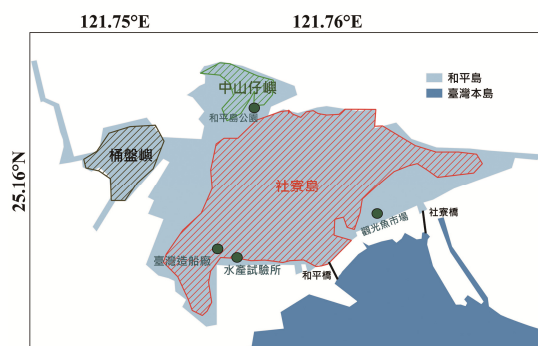 121.75°E
121.76°E
25.16°N
和平島
臺灣本島
中山仔嶼
和平島公園
桶盤嶼
社寮島
觀光魚市場
社寮橋
臺灣造船廠
水產試驗所
和平橋